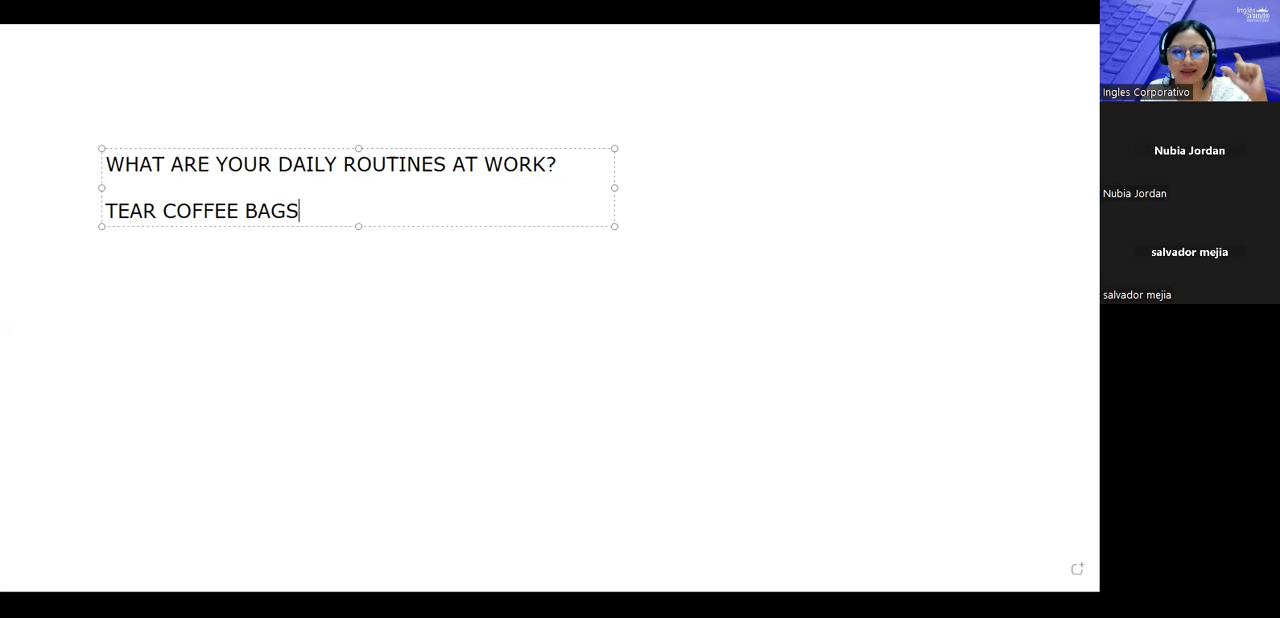 WHAT ARE YOUR DAILY ROUTINES AT WORK?
TEAR COFFEE BAGS
Ingles
Ingles Corporativo
Nubia Jordan
Nubia Jordan
salvador mejia
salvador mejia